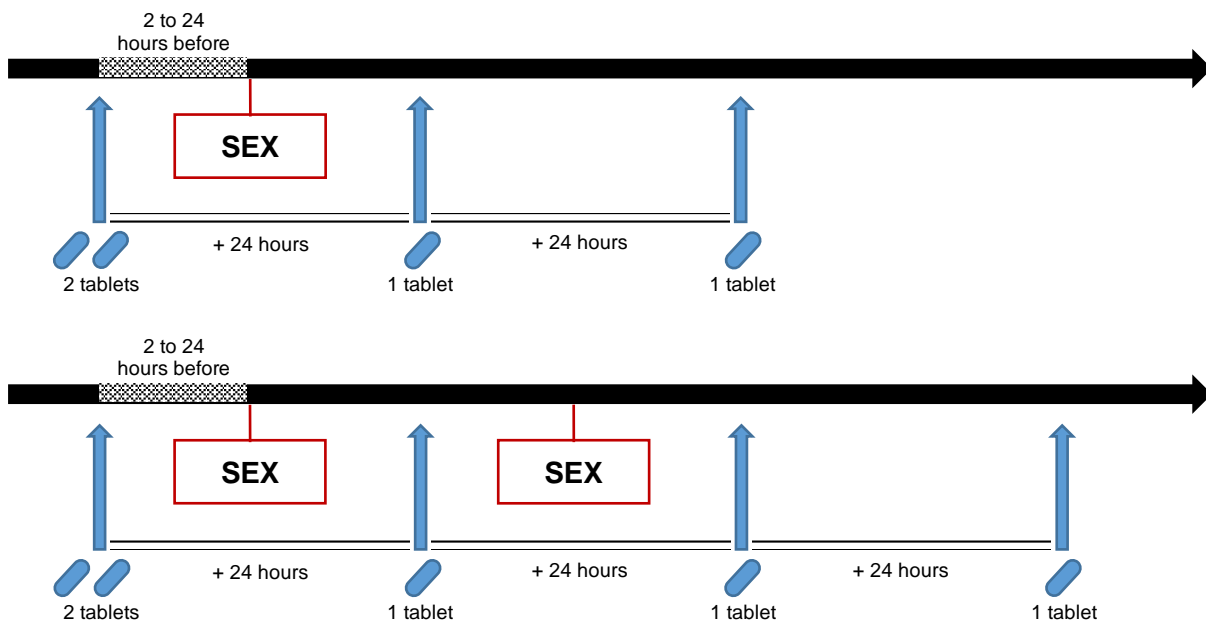 2 to 24
hours before
SEX
+ 24 hours
+ 24 hours
2 tablets
1 tablet
1 tablet
2 to 24
hours before
SEX
SEX
+ 24 hours
+ 24 hours
+ 24 hours
2 tablets
1 tablet
1 tablet
1 tablet